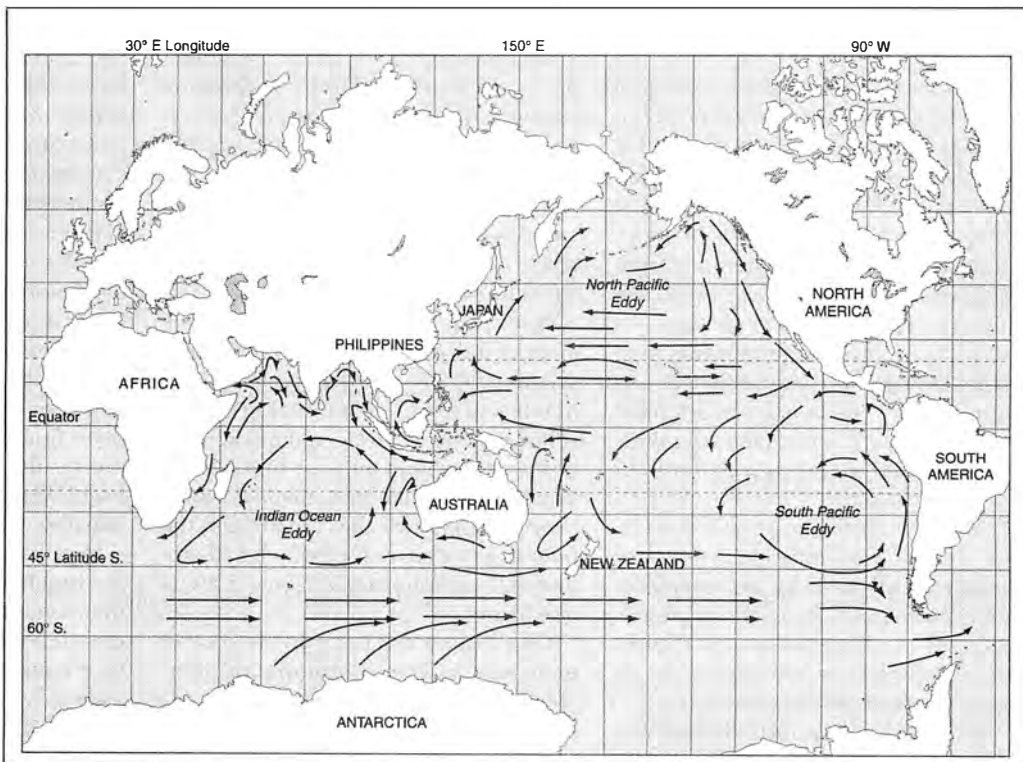 30° E Longitude
150° E
90° W
North Pacific
Eddy
NORTH
AMERICA
JAPAN
PHILIPPINES
AFRICA
Equator
SOUTH
AMERICA
AUSTRALIA
Indian Ocean
Eddy
South Pacific
Eddy
45° Latitude S.
NEW ZEALAND
60° S.
ANTARCTICA